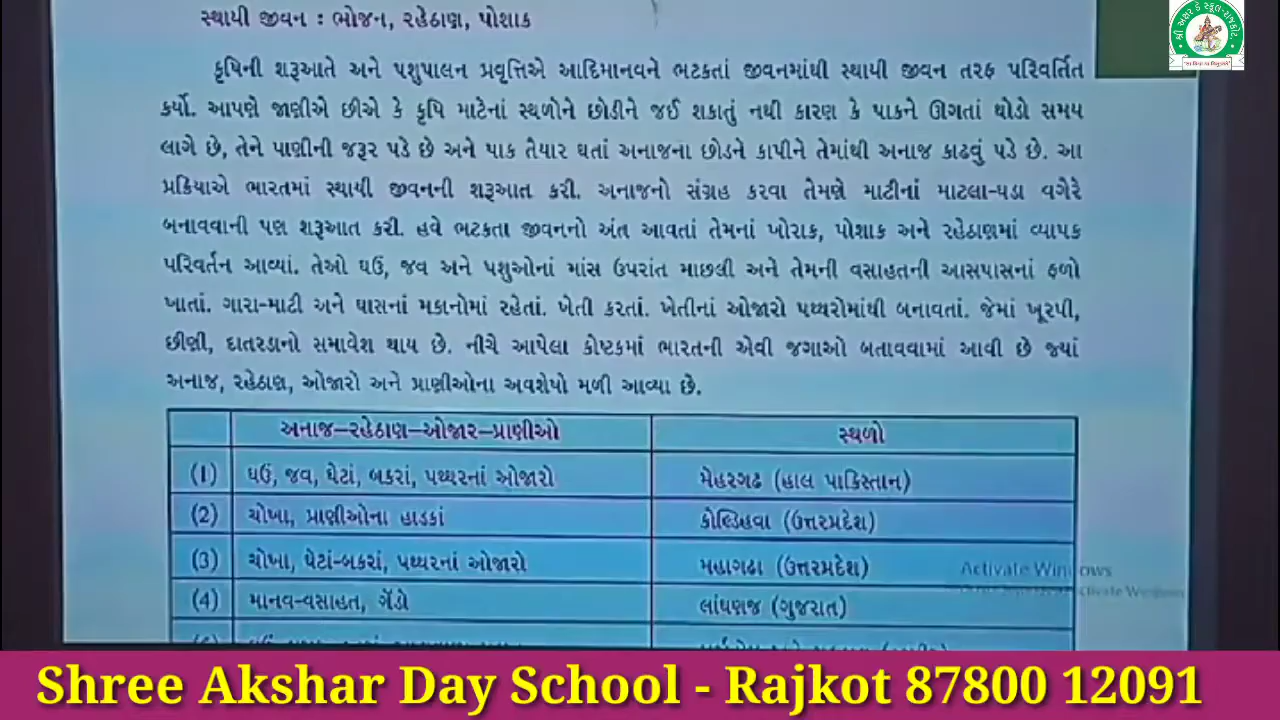 સ્થાયી જીવન : ભોજન, રહેઠાણ, પોશાક
કૃષિની શરૂઆતે અને પશુપાલન પ્રવૃત્તિએ આદિમાનવને ભટકતાં જીવનમાંથી સ્થાયી જીવન તરફ પરિવર્તિત
કર્યો. આપણે જાણીએ છીએ કે કૃષિ માટેનાં સ્થળોને છોડીને જઈ શકાતું નથી કારણ કે પાકને ઊગતાં થોડો સમય
લાગે છે, તેને પાણીની જરૂર પડે છે અને પાક તૈયાર થતાં અનાજના છોડને કાપીને તેમાંથી અનાજ કાઢવું પડે છે. આ
પ્રક્રિયાએ ભારતમાં સ્થાયી જીવનની શરૂઆત કરી. અનાજનો સંગ્રહ કરવા તેમણે માટીનાં માટલા-ઘડા વગેરે
બનાવવાની પણ શરૂઆત કરી. હવે ભટકતા જીવનનો અંત આવતાં તેમનાં ખોરાક, પોશાક અને રહેઠાણમાં વ્યાપક
પરિવર્તન આવ્યાં. તેઓ ઘઉં, જવ અને પશુઓનાં માંસ ઉપરાંત માછલી અને તેમની વસાહતની આસપાસનાં ફળો
ખાતાં. ગારા-માટી અને ઘાસનાં મકાનોમાં રહેતાં. ખેતી કરતાં. ખેતીનાં ઓજારો પથ્થરોમાંથી બનાવતાં. જેમાં ખૂરપી,
છીણી, દાતરડાનો સમાવેશ થાય છે. નીચે આપેલા કોષ્ટકમાં ભારતની એવી જગાઓ બતાવવામાં આવી છે જ્યાં
અનાજ, રહેઠાણ, ઓજારો અને પ્રાણીઓના અવશેષો મળી આવ્યા છે.
અનાજ–રહેઠાણ–ઓજાર–પ્રાણીઓ સ્થળો
(1) ઘઉં, જવ, ઘેટાં, બકરાં, પથ્થરનાં ઓજારો મેહરગઢ (હાલ પાકિસ્તાન)
(2) ચોખા, પ્રાણીઓના હાડકાં કોલ્ડિહવા (ઉત્તરપ્રદેશ)
(3) ચોખા, ઘેટાં-બકરાં, પથ્થરનાં ઓજારો મહાગઢા (ઉત્તરપ્રદેશ)
(4) માનવ-વસાહત, ગેંડો લાંઘણજ (ગુજરાત)
Activate Windows
Shree Akshar Day School - Rajkot 87780 12091